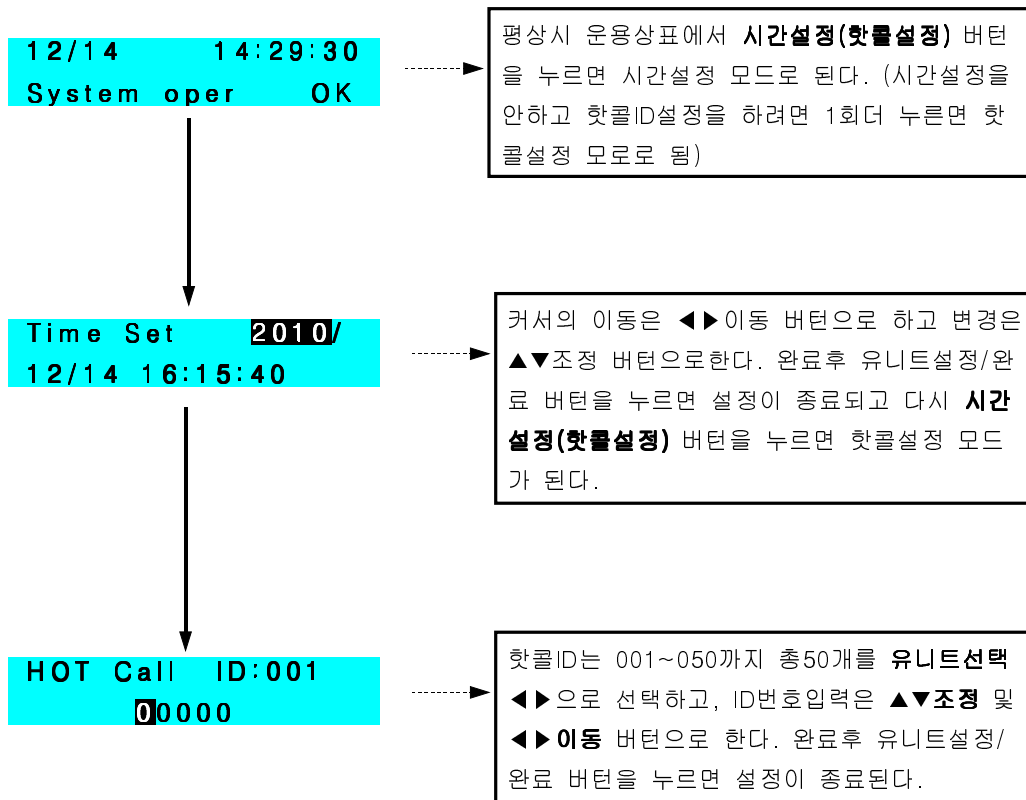 12/14 14:29:30
System oper OK
평상시 운용상표에서 시간설정(핫콜설정) 버턴
을 누르면 시간설정 모드로 된다. (시간설정을
안하고 핫콜ID설정을 하려면 1회더 누른면 핫
콜설정 모로로 됨)
Time Set 2010/
12/14 16:15:40
커서의 이동은 ◀▶이동 버턴으로 하고 변경은
▲▼조정 버턴으로한다. 완료후 유니트설정/완
료 버턴을 누르면 설정이 종료되고 다시 시간
설정(핫콜설정) 버턴을 누르면 핫콜설정 모드
가 된다.
HOT Call ID:001
00000
핫콜ID는 001~050까지 총50개를 유니트선택
◀▶으로 선택하고, ID번호입력은 ▲▼조정 및
◀▶이동 버턴으로 한다. 완료후 유니트설정/
완료 버턴을 누르면 설정이 종료된다.